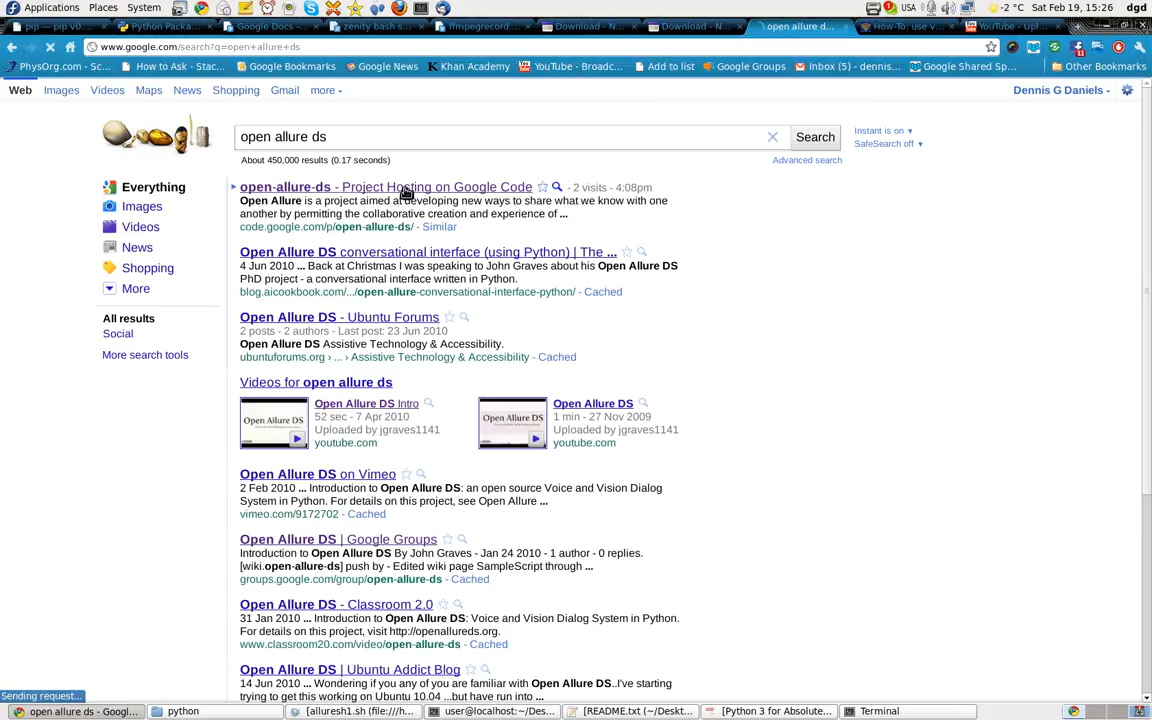 Applications Places System USA -2 °C Sat Feb 19, 15:26 dgd
pip — pip v0... Python Packa... Google Docs -... zenity bash s... ffmpegrecord... Download - N... Download - N... open allure d... How-To: use v... YouTube - Upl...
www.google.com/search?q=open+allure+ds
PhysOrg.com - Sc... How to Ask - Stac... Google Bookmarks Google News Khan Academy YouTube - Broadc... Add to list Google Groups Inbox (5) - dennis... Google Shared Sp... Other Bookmarks
Web Images Videos Maps News Shopping Gmail more Dennis G Daniels
open allure ds Search
Instant is on
SafeSearch off
About 450,000 results (0.17 seconds) Advanced search
Everything
Images
Videos
News
Shopping
More
All results
Social
More search tools
open-allure-ds - Project Hosting on Google Code - 2 visits - 4:08pm
Open Allure is a project aimed at developing new ways to share what we know with one
another by permitting the collaborative creation and experience of ...
code.google.com/p/open-allure-ds/ - Similar
Open Allure DS conversational interface (using Python) | The ...
4 Jun 2010 ... Back at Christmas I was speaking to John Graves about his Open Allure DS
PhD project - a conversational interface written in Python.
blog.aicookbook.com/.../open-allure-conversational-interface-python/ - Cached
Open Allure DS - Ubuntu Forums
2 posts - 2 authors - Last post: 23 Jun 2010
Open Allure DS Assistive Technology & Accessibility.
ubuntuforums.org › ... › Assistive Technology & Accessibility - Cached
Videos for open allure ds
Open Allure DS Intro
52 sec - 7 Apr 2010
Uploaded by jgraves1141
youtube.com
Open Allure DS
Open Allure DS
1 min - 27 Nov 2009
Uploaded by jgraves1141
youtube.com
Open Allure DS
Open Allure DS on Vimeo
2 Feb 2010 ... Introduction to Open Allure DS: an open source Voice and Vision Dialog
System in Python. For details on this project, see Open Allure ...
vimeo.com/9172702 - Cached
Open Allure DS | Google Groups
Introduction to Open Allure DS By John Graves - Jan 24 2010 - 1 author - 0 replies.
[wiki.open-allure-ds] push by - Edited wiki page SampleScript through ...
groups.google.com/group/open-allure-ds - Cached
Open Allure DS - Classroom 2.0
31 Jan 2010 ... Introduction to Open Allure DS: Voice and Vision Dialog System in Python.
For details on this project, visit http://openallureds.org.
www.classroom20.com/video/open-allure-ds - Cached
Open Allure DS | Ubuntu Addict Blog
14 Jun 2010 ... Wondering if you any of you are familiar with Open Allure DS..I've starting
trying to get this working on Ubuntu 10.04 ...but have run into ...
Sending request...
open allure ds - Googl... python [alluresh1.sh (file:///h... user@localhost:~/Des... [README.txt (~/Deskt... [Python 3 for Absolute... Terminal